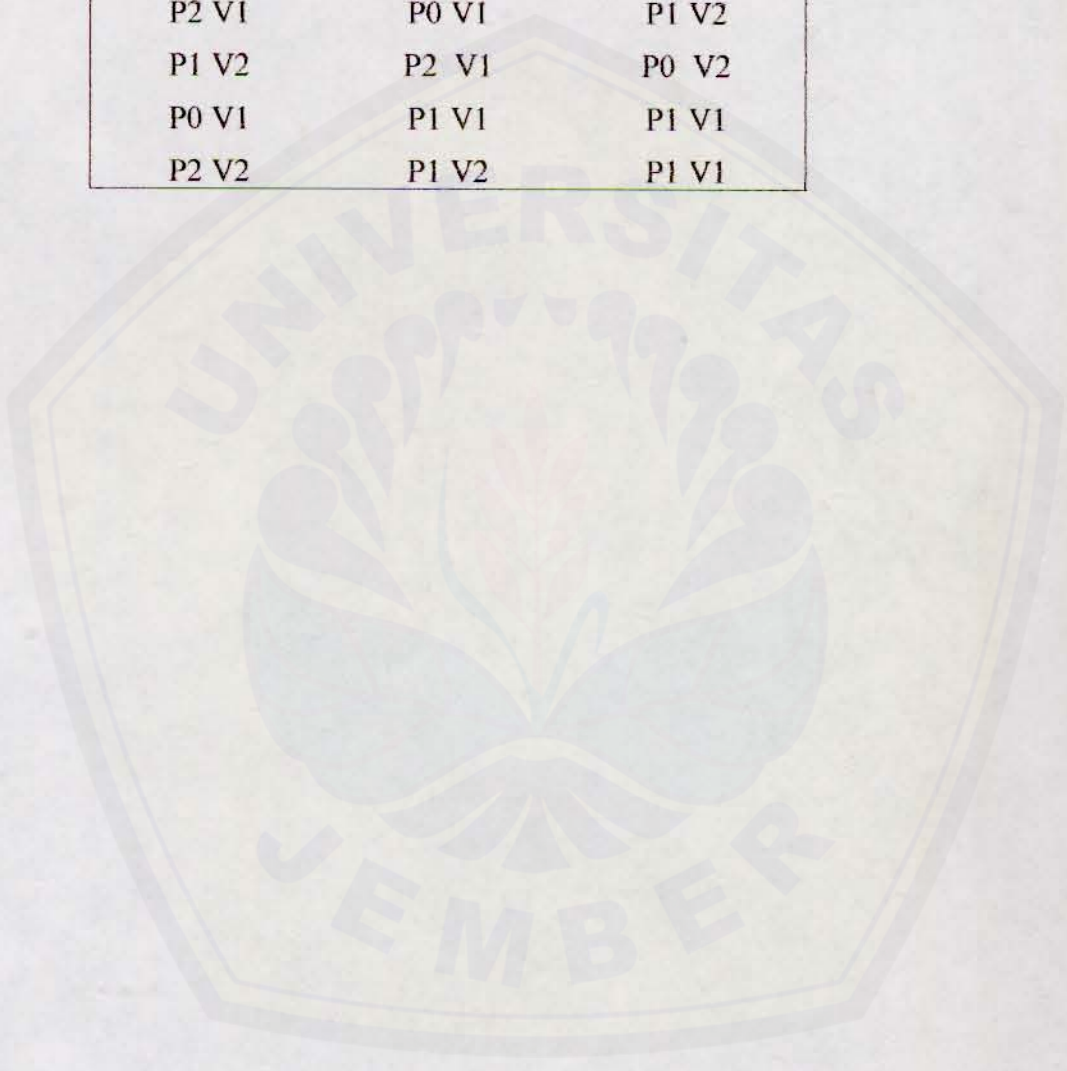 P2 V1 P0 V1 P1 V2
P1 V2 P2 V1 P0 V2
P0 V1 P1 V1 P1 V1
P2 V2 P1 V2 P1 V1
UNIVERSITAS
JEMBER